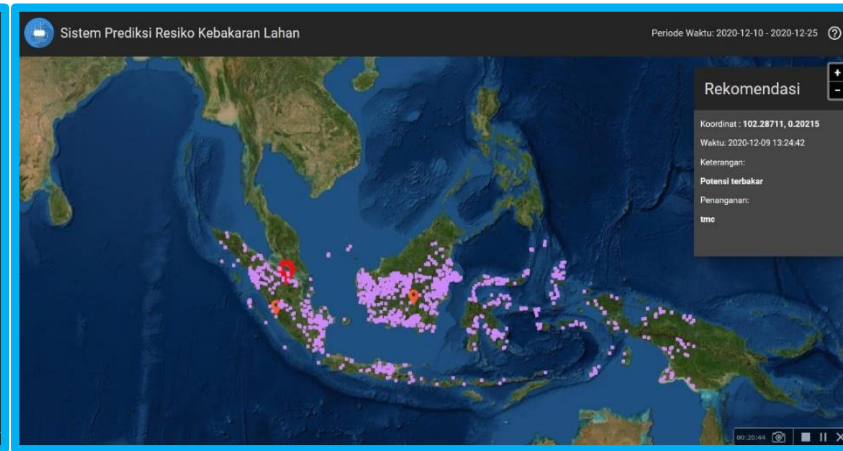 Sistem Prediksi Resiko Kebakaran Lahan
Periode Waktu: 2020-12-10 - 2020-12-25
?
+
-
Rekomendasi
Koordinat : 102.28711, 0.20215
Waktu: 2020-12-09 13:24:42
Keterangan:
Potensi terbakar
Penanganan:
tmc
00:20:44